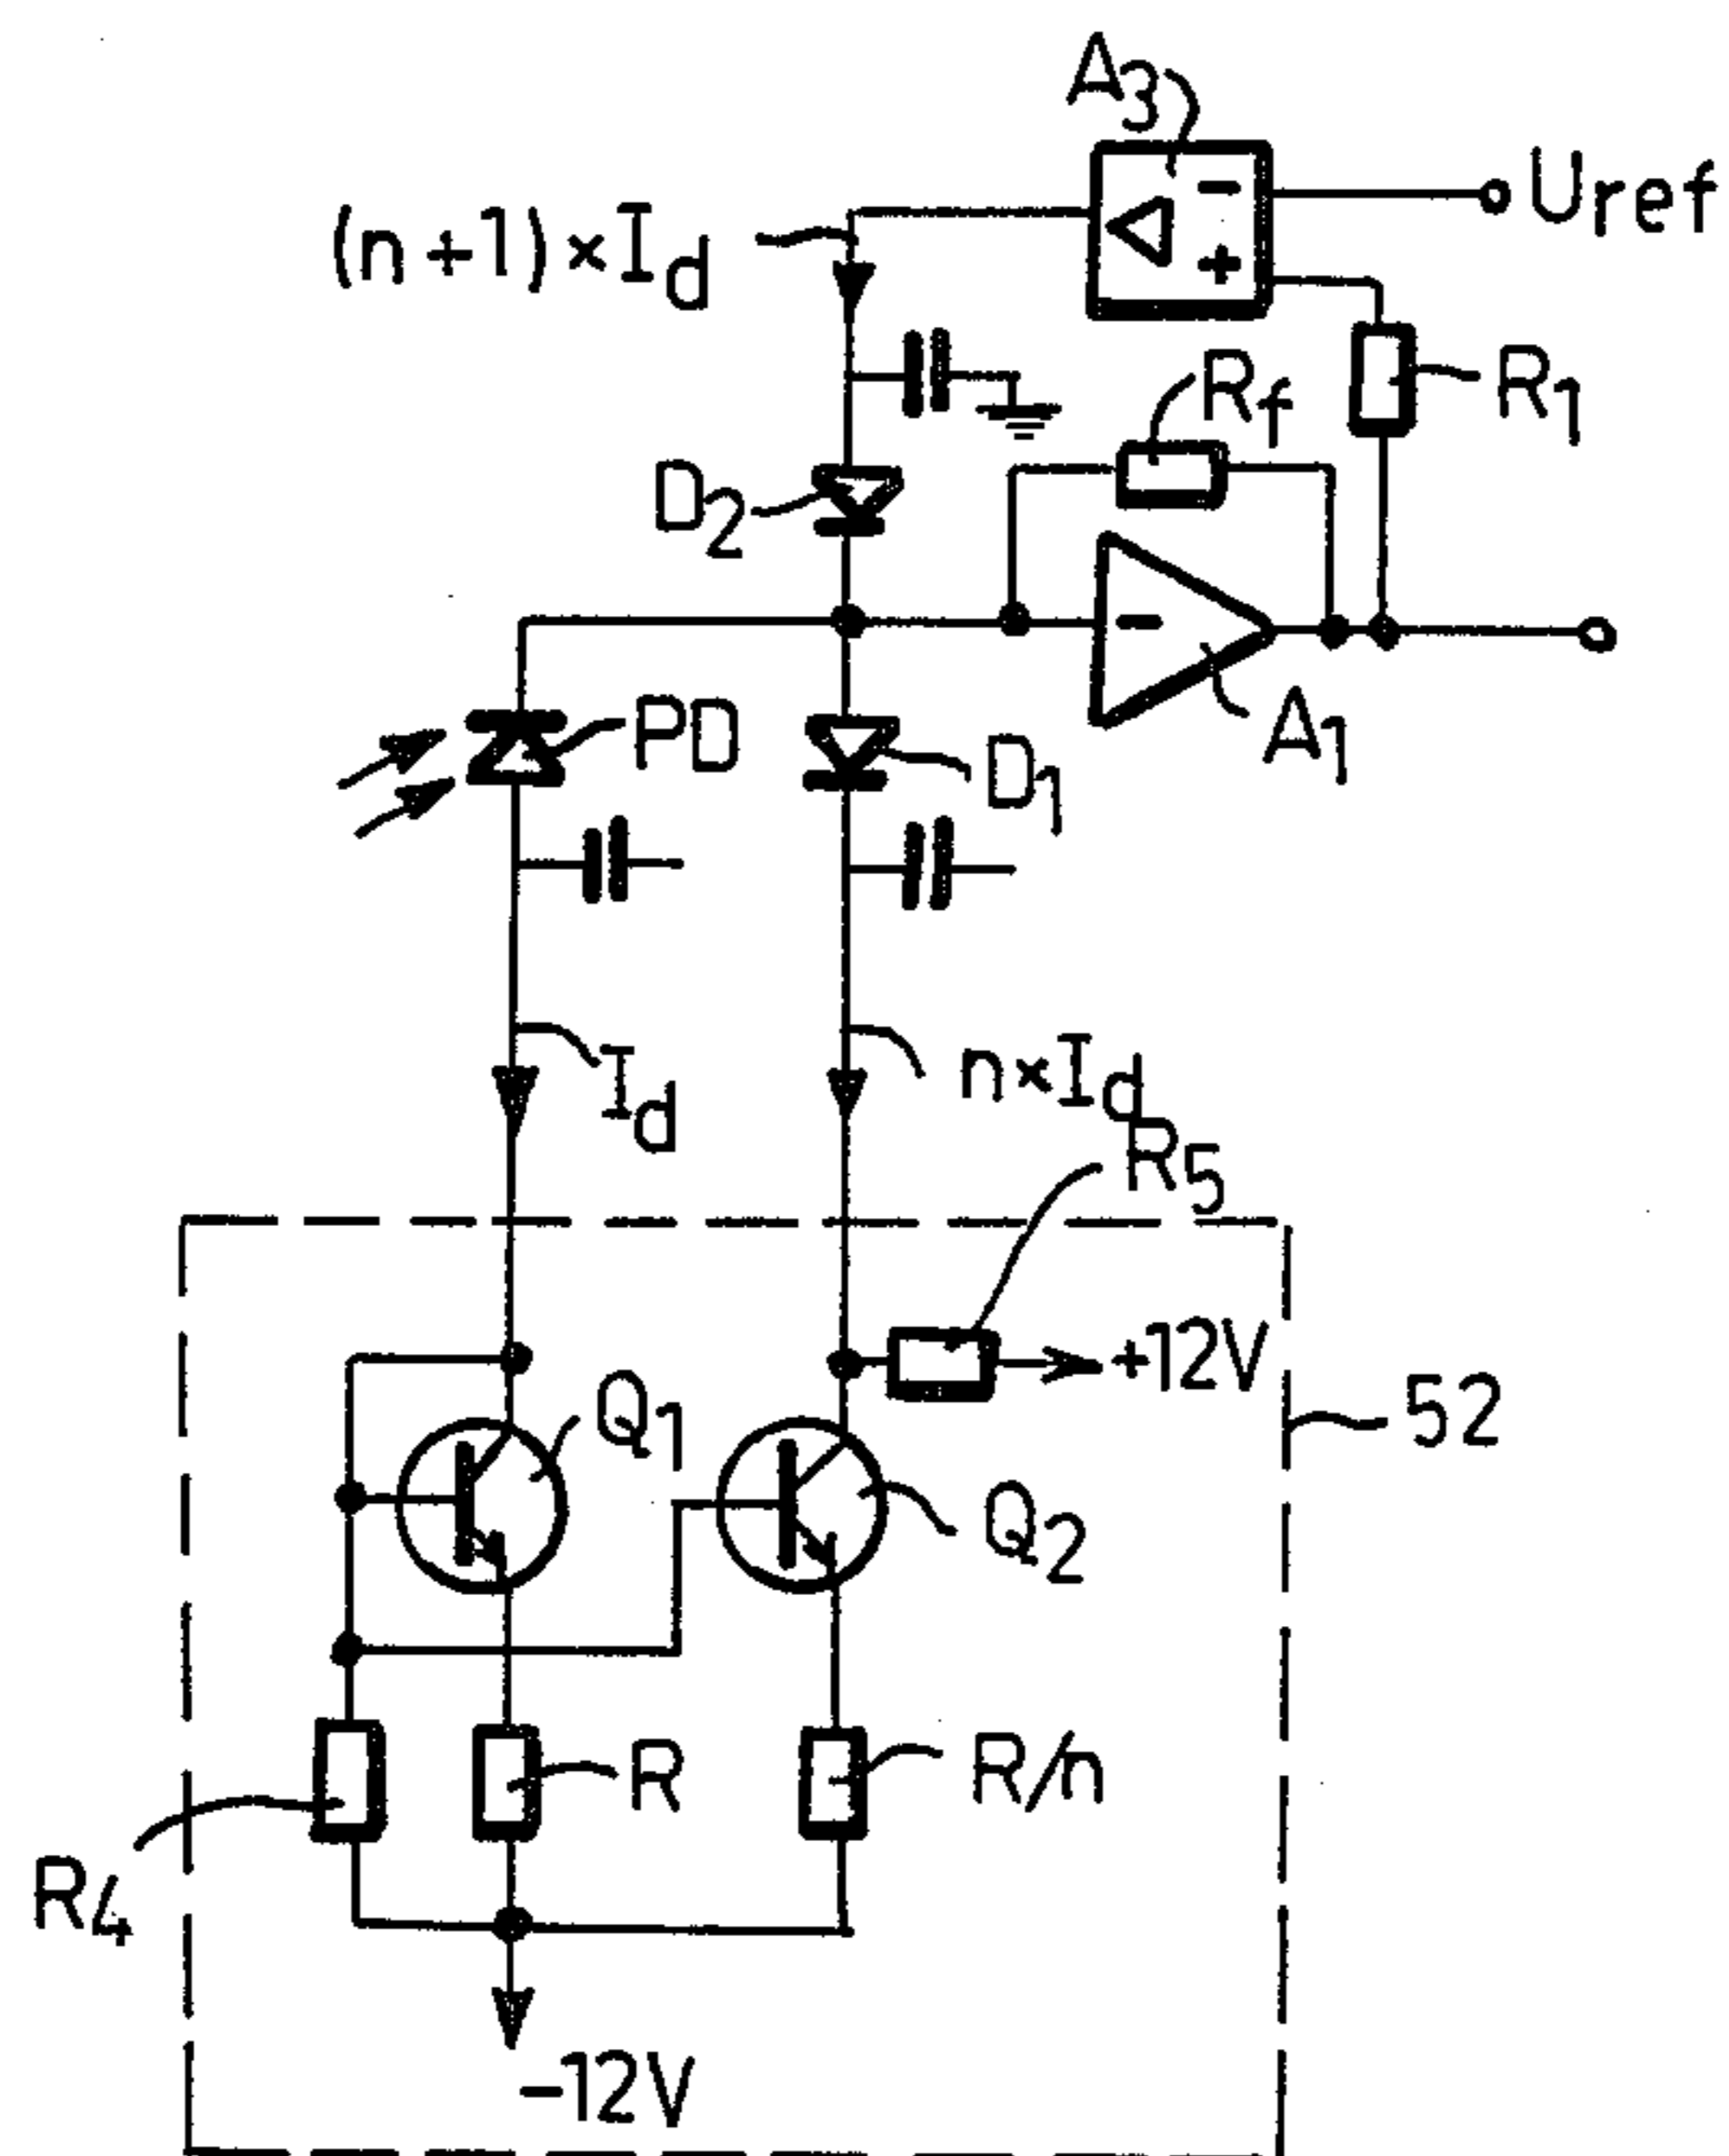 A3
- Uref
(n+1)×Id
+
Rf
R1
D2
-
PD
D1
A1
Id
n×Id
R5
+12V
Q1
52
Q2
R
R/n
R4
-12V